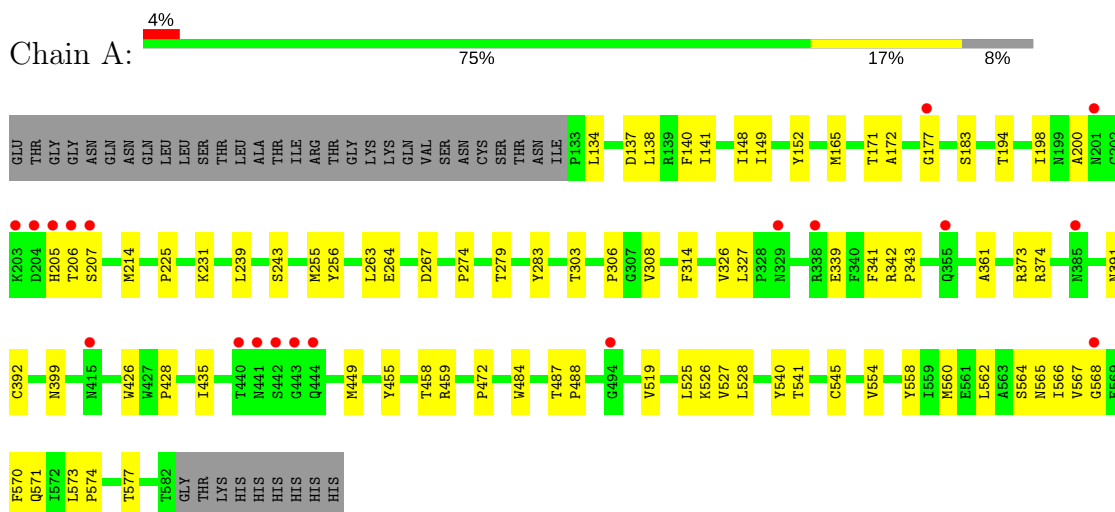 4%
Chain A:
75% 17% 8%
GLU THR GLY GLY ASN GLN ASN GLN LEU LEU SER THR LEU ALA THR ILE ARG THR GLY LYS LYS GLN VAL SER ASN CYS SER THR ASN ILE P133 L134 D137 L138 R139 F140 I141 I148 I149 Y152 M165 T171 A172 G177 S183 T194 I198 N199 A200 N201 G202
K203 D204 H205 T206 S207 M214 P225 K231 L239 S243 M255 Y256 L263 E264 D267 P274 T279 Y283 T303 P306 G307 V308 F314 V326 L327 P328 N329 R338 E339 F340 F341 R342 P343 Q355 A361 R373 R374 N385 N391
C392 N399 N415 W426 W427 P428 I435 T440 N441 S442 G443 Q444 M449 Y455 T458 R459 P472 W484 T487 P488 G494 V519 L525 K526 V527 L528 Y540 T541 C545 V554 Y558 I559 M560 E561 L562 A563 S564 N565 I566 V567 G568 E569
F570 Q571 I572 L573 P574 T577 T582 GLY THR LYS HIS HIS HIS HIS HIS HIS